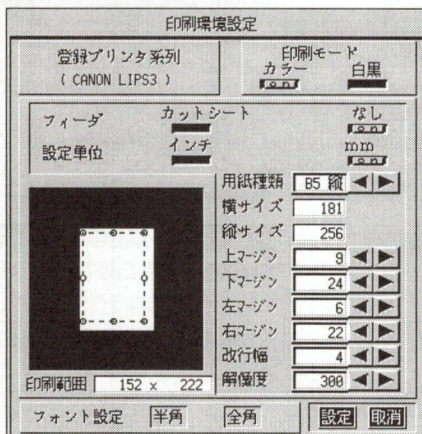 印刷環境設定
登録プリンタ系列
( CANON LIPS3 )
印刷モード
カラー 白黒
on
フィーダ カットシート なし
on
設定単位 インチ mm
on
用紙種類 B5 縦
横サイズ 181
縦サイズ 256
上マージン 9
下マージン 24
左マージン 6
右マージン 22
改行幅 4
解像度 300
印刷範囲 152 x 222
フォント設定 半角 全角 設定 取消